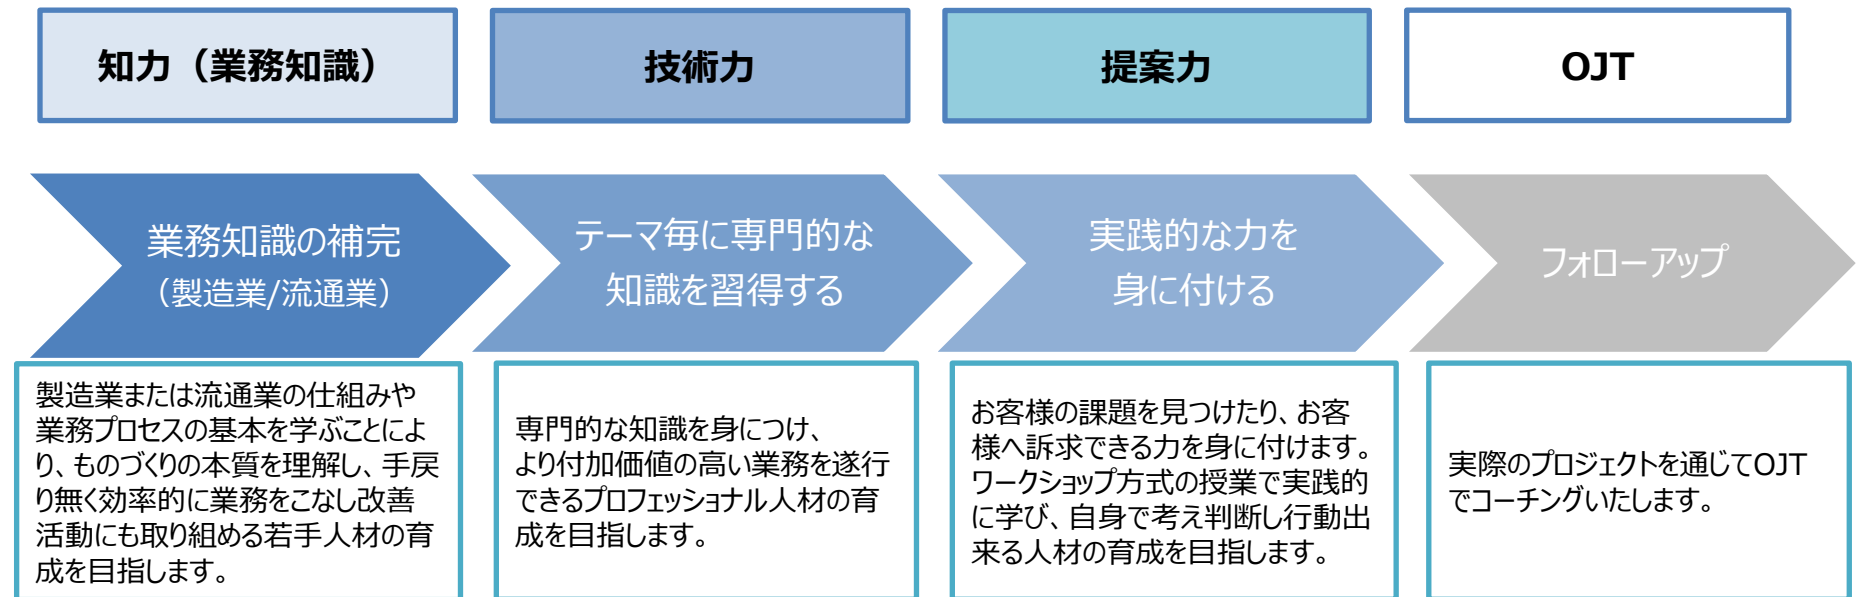 知力（業務知識）
技術力
提案力
OJT
業務知識の補完
（製造業/流通業）
テーマ毎に専門的な
知識を習得する
実践的な力を
身に付ける
フォローアップ
製造業または流通業の仕組みや
業務プロセスの基本を学ぶことによ
り、ものづくりの本質を理解し、手戻
り無く効率的に業務をこなし改善
活動にも取り組める若手人材の育
成を目指します。
専門的な知識を身につけ、
より付加価値の高い業務を遂行
できるプロフェッショナル人材の育
成を目指します。
お客様の課題を見つけたり、お客
様へ訴求できる力を身に付けます。
ワークショップ方式の授業で実践的
に学び、自身で考え判断し行動出
来る人材の育成を目指します。
実際のプロジェクトを通じてOJT
でコーチングいたします。